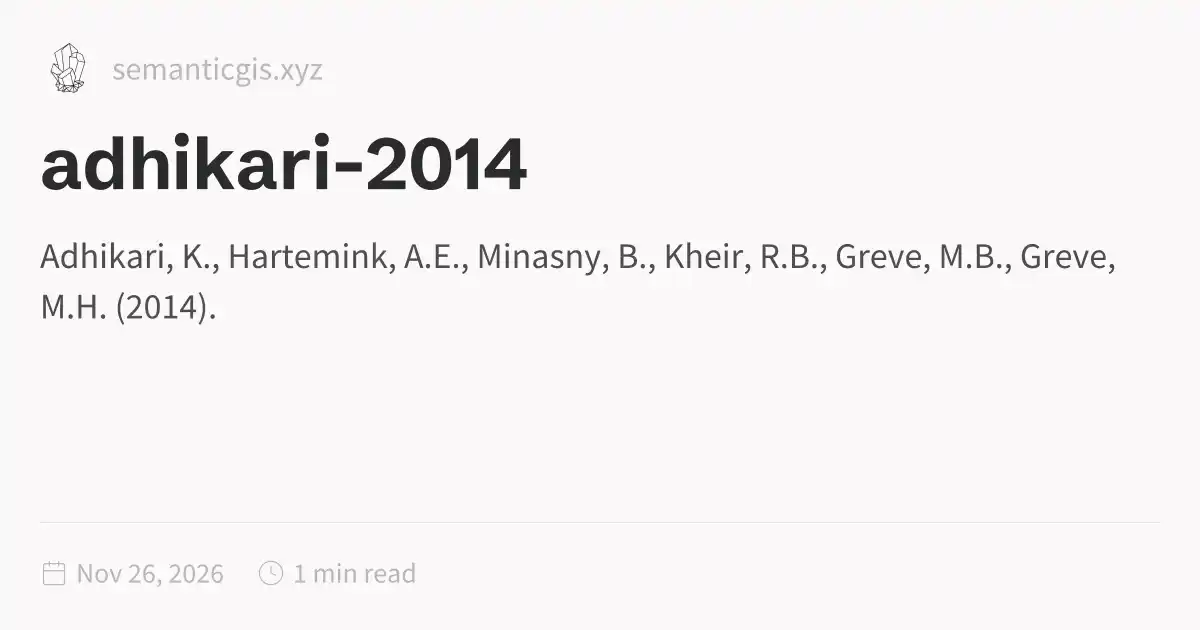 semanticgis.xyz
adhikari-2014
Adhikari, K., Hartemink, A.E., Minasny, B., Kheir, R.B., Greve, M.B., Greve,
M.H. (2014).
Nov 26, 2026 1 min read